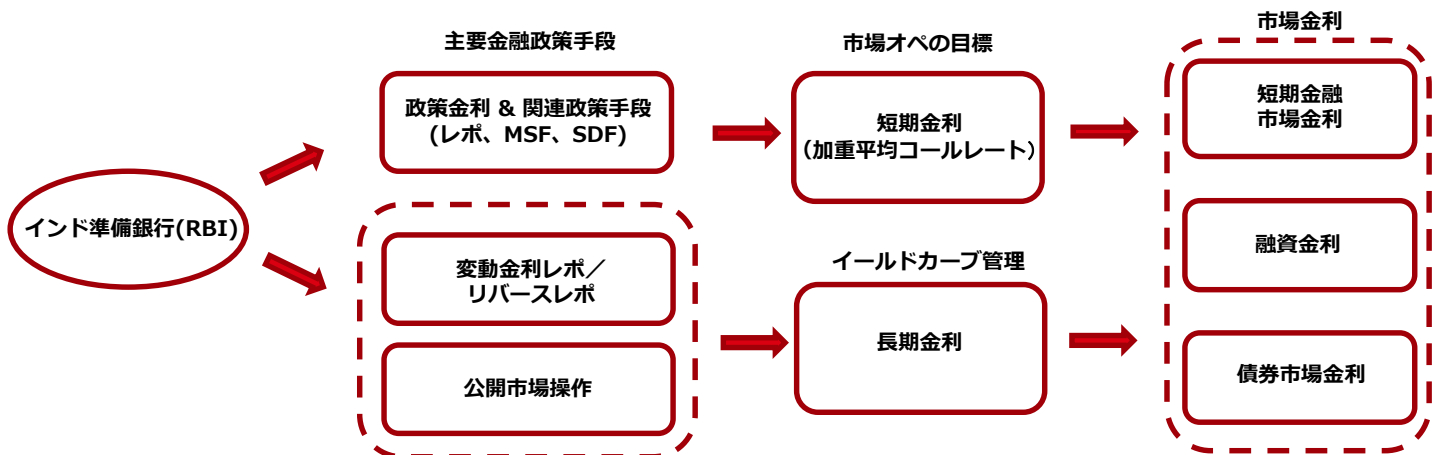 市場金利
主要金融政策手段
市場オペの目標
政策金利 & 関連政策手段
(レポ、MSF、SDF)
短期金利
（加重平均コールレート）
短期金融
市場金利
インド準備銀行(RBI)
変動金利レポ／
リバースレポ
イールドカーブ管理
融資金利
長期金利
公開市場操作
債券市場金利